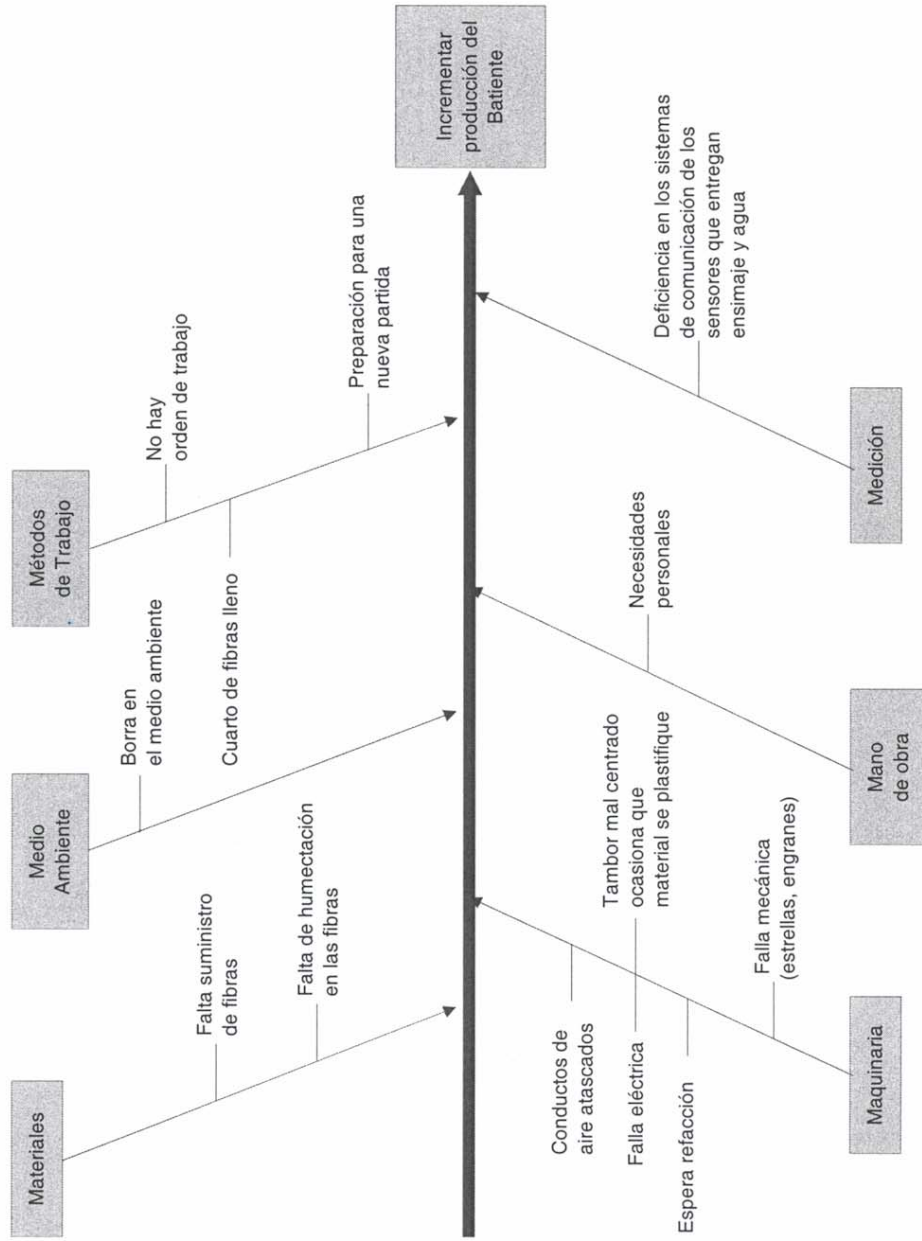 Materiales
Falta suministro
de fibras
Falta de humectación
en las fibras
Medio
Ambiente
Borra en
el medio ambiente
Métodos
de Trabajo
No hay
orden de trabajo
Cuarto de fibras lleno
Preparación para una
nueva partida
Incrementar
producción del
Batiente
Maquinaria
Conductos de
aire atascados
Falla eléctrica
Espera refacción
Tambor mal centrado
ocasiona que
material se plastifique
Falla mecánica
(estrellas, engranes)
Mano
de obra
Necesidades
personales
Medición
Deficiencia en los sistemas
de comunicación de los
sensores que entregan
ensimaje y agua